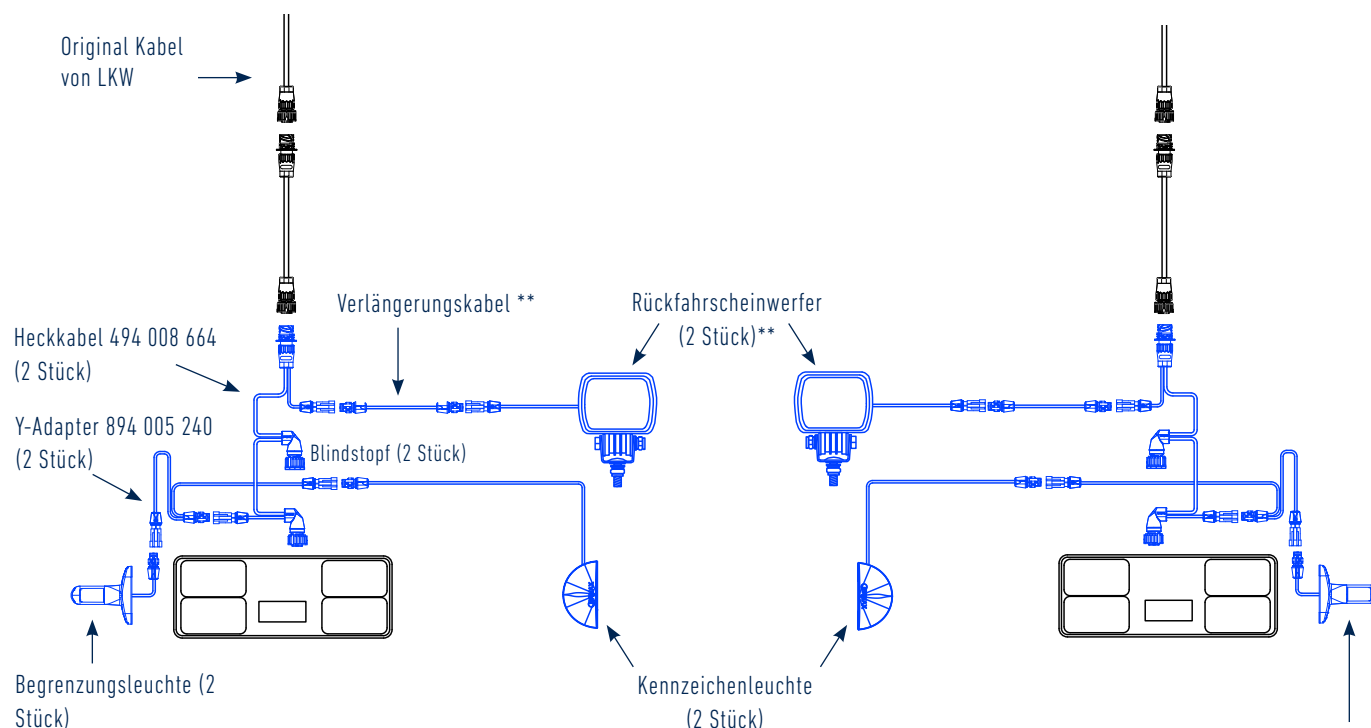 Original Kabel
von LKW
Verlängerungskabel **
Rückfahrscheinwerfer
(2 Stück)**
Heckkabel 494 008 664
(2 Stück)
Y-Adapter 894 005 240
(2 Stück)
Blindstopf (2 Stück)
Begrenzungsleuchte (2
Stück)
Kennzeichenleuchte
(2 Stück)